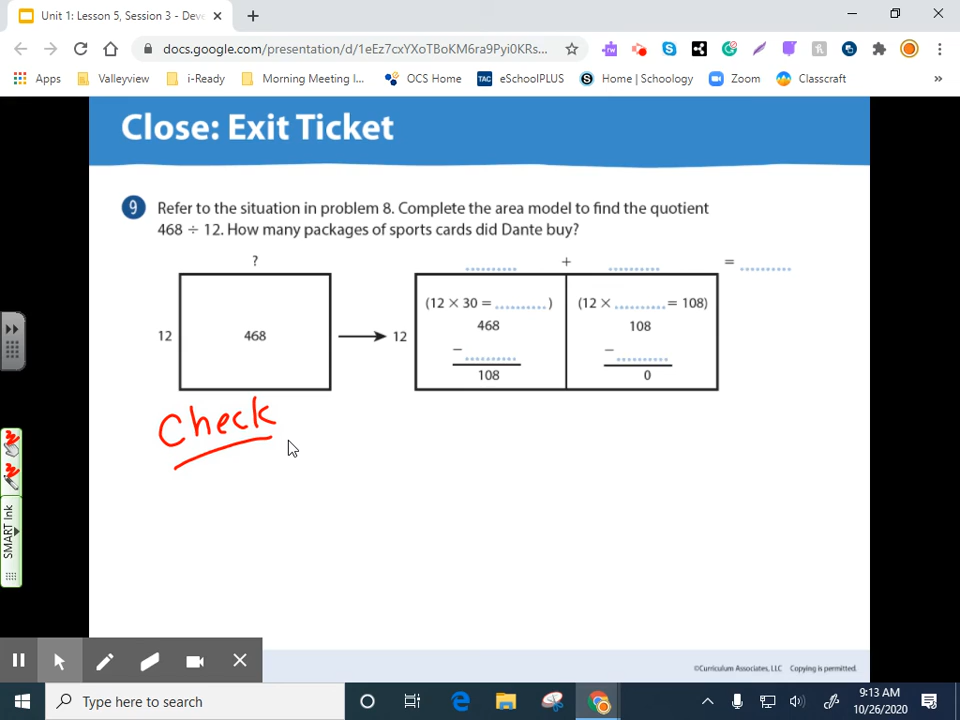 Unit 1: Lesson 5, Session 3 - Deve
docs.google.com/presentation/d/1eEz7cxYXoTBoKM6ra9Pyi0KRs...
Apps Valleyview i-Ready Morning Meeting I... OCS Home TAC eSchoolPLUS S Home | Schoology Zoom Classcraft »
Close: Exit Ticket
9 Refer to the situation in problem 8. Complete the area model to find the quotient
468 ÷ 12. How many packages of sports cards did Dante buy?
? .......... + .......... = ..........
12 468 12
(12 × 30 = .......... )
468
− ..........
108
(12 × .......... = 108)
108
− ..........
0
Check
SMART Ink
©Curriculum Associates, LLC Copying is permitted.
Type here to search
9:13 AM
10/26/2020